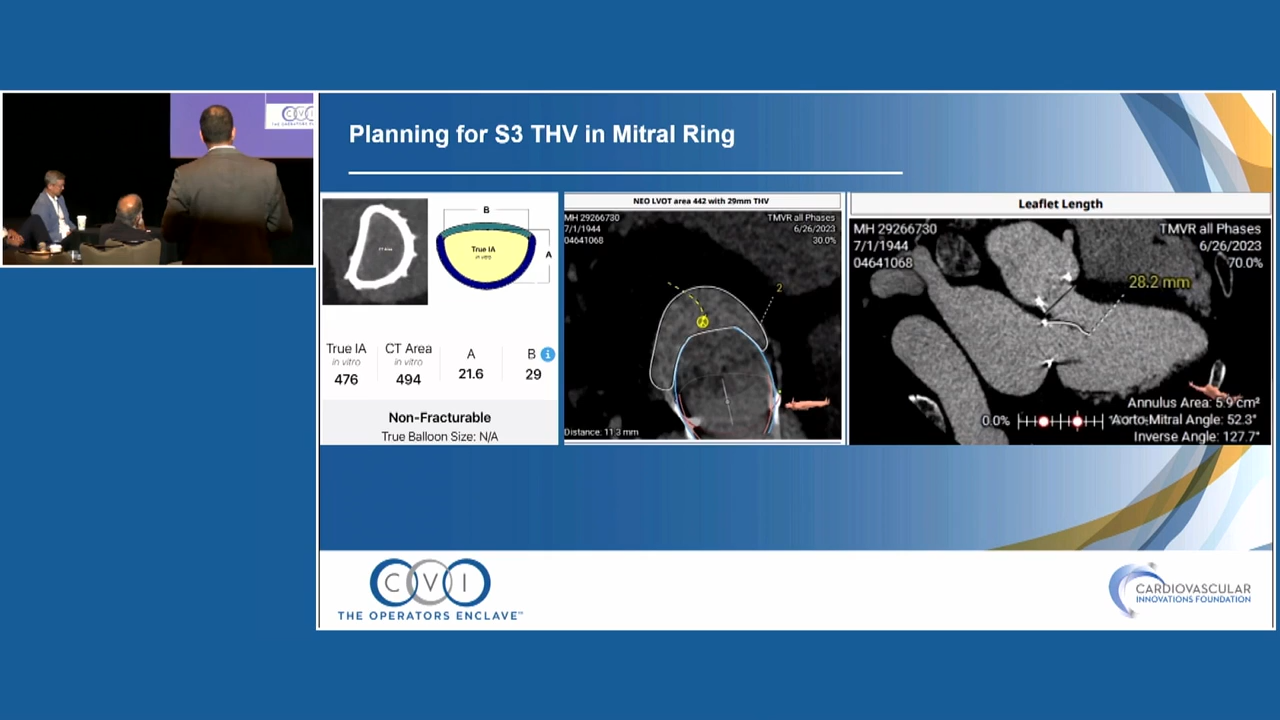 Planning for S3 THV in Mitral Ring
B
True IA
in vitro
A
CT Area
True IA
in vitro
476
CT Area
in vitro
494
A
21.6
B
29
Non-Fracturable
True Balloon Size: N/A
NEO LVOT area 442 with 29mm THV
MH 29266730
7/1/1944
04641068
TMVR all Phases
6/26/2023
30.0%
2
Distance: 11.3 mm
Leaflet Length
MH 29266730
7/1/1944
04641068
TMVR all Phases
6/26/2023
70.0%
28.2 mm
0.0%
Annulus Area: 5.9 cm²
Aorto-Mitral Angle: 52.3°
Inverse Angle: 127.7°
CVI
THE OPERATORS ENCLAVE™
CARDIOVASCULAR
INNOVATIONS FOUNDATION